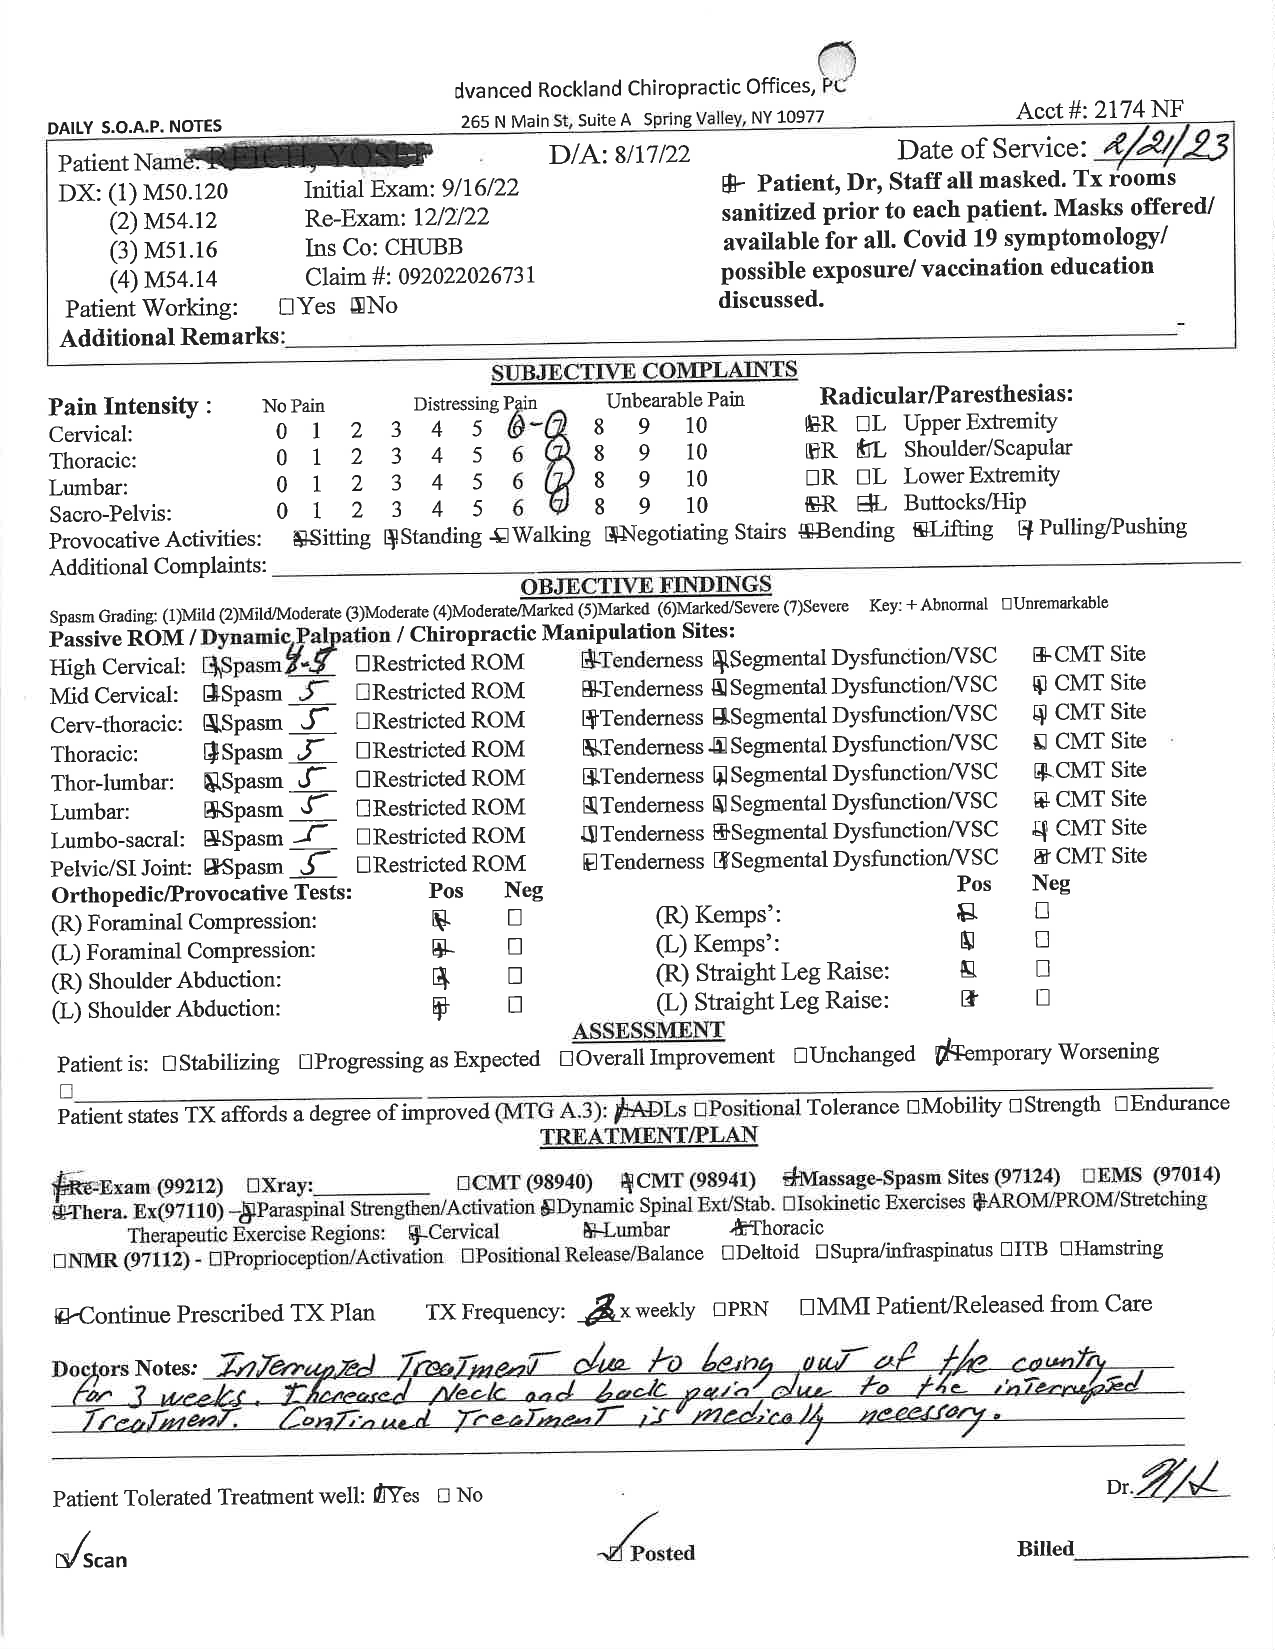 dvanced Rockland Chiropractic Offices, PC
265 N Main St, Suite A Spring Valley, NY 10977
Acct #: 2174 NF
DAILY S.O.A.P. NOTES
Patient Name: D/A: 8/17/22 Date of Service: 2/21/23
DX: (1) M50.120 Initial Exam: 9/16/22
(2) M54.12 Re-Exam: 12/2/22
(3) M51.16 Ins Co: CHUBB
(4) M54.14 Claim #: 092022026731
Patient, Dr, Staff all masked. Tx rooms
sanitized prior to each patient. Masks offered/
available for all. Covid 19 symptomology/
possible exposure/ vaccination education
discussed.
Patient Working: ☐Yes ☒No
Additional Remarks:
SUBJECTIVE COMPLAINTS
Pain Intensity : No Pain Distressing Pain Unbearable Pain Radicular/Paresthesias:
Cervical: 0 1 2 3 4 5 6-7 8 9 10 ☒R ☐L Upper Extremity
Thoracic: 0 1 2 3 4 5 6 7 8 9 10 ☒R ☒L Shoulder/Scapular
Lumbar: 0 1 2 3 4 5 6 7 8 9 10 ☐R ☐L Lower Extremity
Sacro-Pelvis: 0 1 2 3 4 5 6 7 8 9 10 ☒R ☒L Buttocks/Hip
Provocative Activities: ☒Sitting ☒Standing ☒Walking ☒Negotiating Stairs ☒Bending ☒Lifting ☒Pulling/Pushing
Additional Complaints:
OBJECTIVE FINDINGS
Spasm Grading: (1)Mild (2)Mild/Moderate (3)Moderate (4)Moderate/Marked (5)Marked (6)Marked/Severe (7)Severe Key: + Abnormal ☐Unremarkable
Passive ROM / Dynamic Palpation / Chiropractic Manipulation Sites:
High Cervical: ☒Spasm 4-5 ☐Restricted ROM ☒Tenderness ☒Segmental Dysfunction/VSC ☒CMT Site
Mid Cervical: ☒Spasm 5 ☐Restricted ROM ☒Tenderness ☒Segmental Dysfunction/VSC ☒CMT Site
Cerv-thoracic: ☒Spasm 5 ☐Restricted ROM ☒Tenderness ☒Segmental Dysfunction/VSC ☒CMT Site
Thoracic: ☒Spasm 5 ☐Restricted ROM ☒Tenderness ☒Segmental Dysfunction/VSC ☒CMT Site
Thor-lumbar: ☒Spasm 5 ☐Restricted ROM ☒Tenderness ☒Segmental Dysfunction/VSC ☒CMT Site
Lumbar: ☒Spasm 5 ☐Restricted ROM ☒Tenderness ☒Segmental Dysfunction/VSC ☒CMT Site
Lumbo-sacral: ☒Spasm 5 ☐Restricted ROM ☒Tenderness ☒Segmental Dysfunction/VSC ☒CMT Site
Pelvic/SI Joint: ☒Spasm 5 ☐Restricted ROM ☒Tenderness ☒Segmental Dysfunction/VSC ☒CMT Site
Orthopedic/Provocative Tests: Pos Neg Pos Neg
(R) Foraminal Compression: ☒ ☐ (R) Kemps': ☒ ☐
(L) Foraminal Compression: ☒ ☐ (L) Kemps': ☒ ☐
(R) Shoulder Abduction: ☒ ☐ (R) Straight Leg Raise: ☒ ☐
(L) Shoulder Abduction: ☒ ☐ (L) Straight Leg Raise: ☒ ☐
ASSESSMENT
Patient is: ☐Stabilizing ☐Progressing as Expected ☐Overall Improvement ☐Unchanged ☒Temporary Worsening
☐
Patient states TX affords a degree of improved (MTG A.3): ☒ADLs ☐Positional Tolerance ☐Mobility ☐Strength ☐Endurance
TREATMENT/PLAN
☒Re-Exam (99212) ☐Xray: ☐CMT (98940) ☒CMT (98941) ☒Massage-Spasm Sites (97124) ☐EMS (97014)
☒Thera. Ex(97110) – ☒Paraspinal Strengthen/Activation ☒Dynamic Spinal Ext/Stab. ☐Isokinetic Exercises ☒AROM/PROM/Stretching
Therapeutic Exercise Regions: ☒Cervical ☒Lumbar ☒Thoracic
☐NMR (97112) - ☐Proprioception/Activation ☐Positional Release/Balance ☐Deltoid ☐Supra/infraspinatus ☐ITB ☐Hamstring
☒Continue Prescribed TX Plan TX Frequency: x weekly ☐PRN ☐MMI Patient/Released from Care
Doctors Notes: Interrupted Treatment due to being out of the country
for 3 weeks. Increased Neck and back pain due to the interrupted
Treatment. Continued Treatment is medically necessary.
Patient Tolerated Treatment well: ☒Yes ☐ No Dr.
☑ Scan ☑ Posted Billed